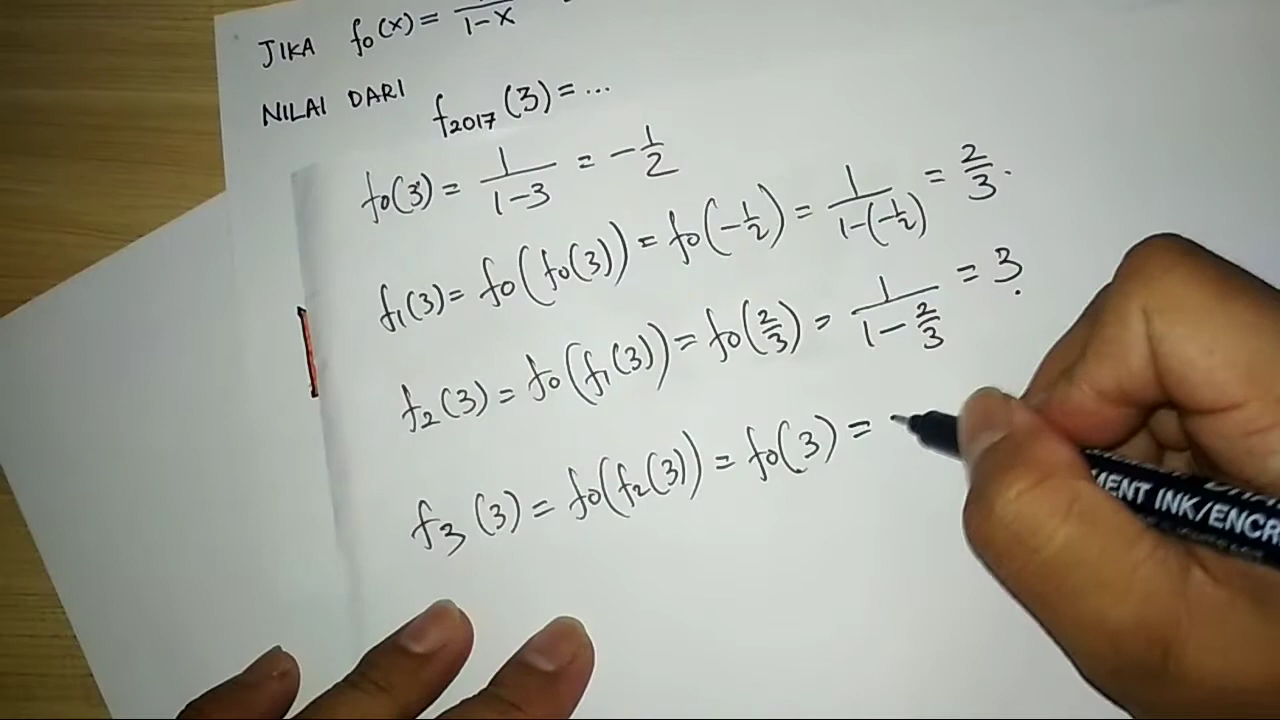 JIKA f₀(x) = 1/(1-x)
NILAI DARI f₂₀₁₇(3) = ...
f₀(3) = 1/(1-3) = -1/2
f₁(3) = f₀(f₀(3)) = f₀(-1/2) = 1/(1-(-1/2)) = 2/3.
f₂(3) = f₀(f₁(3)) = f₀(2/3) = 1/(1-2/3) = 3.
f₃(3) = f₀(f₂(3)) = f₀(3) =
MENT INK/ENCR